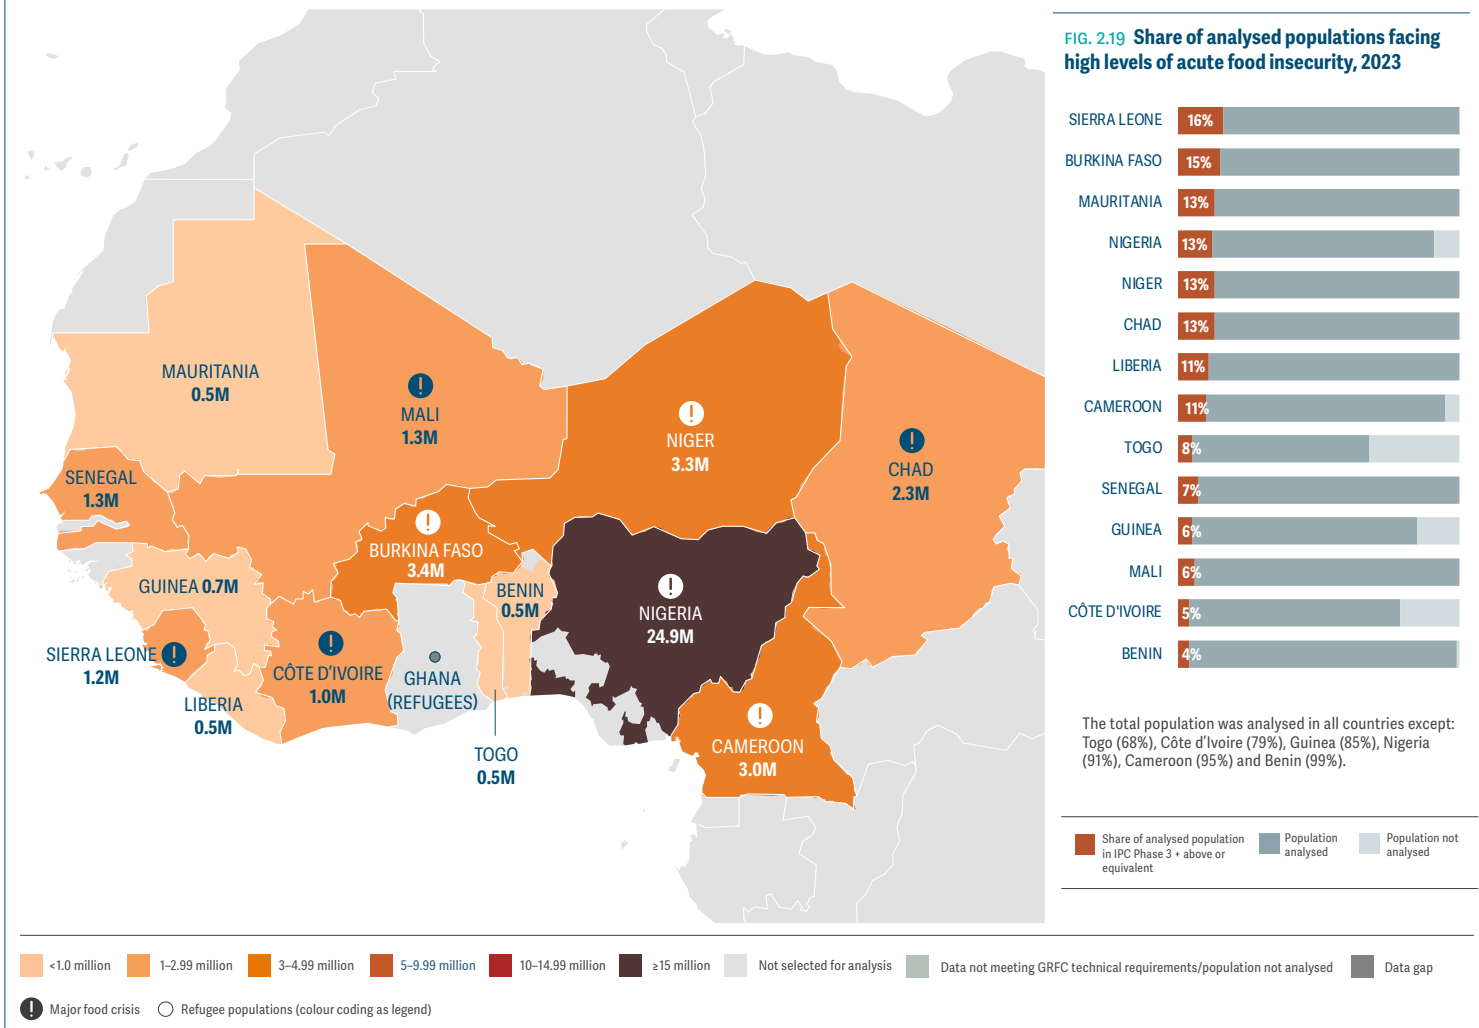 FIG. 2.19 Share of analysed populations facing
high levels of acute food insecurity, 2023
SIERRA LEONE 16%
BURKINA FASO 15%
MAURITANIA 13%
NIGERIA 13%
NIGER 13%
CHAD 13%
LIBERIA 11%
CAMEROON 11%
TOGO 8%
SENEGAL 7%
GUINEA 6%
MALI 6%
CÔTE D'IVOIRE 5%
BENIN 4%
The total population was analysed in all countries except:
Togo (68%), Côte d'Ivoire (79%), Guinea (85%), Nigeria
(91%), Cameroon (95%) and Benin (99%).
Share of analysed population
in IPC Phase 3 + above or
equivalent
Population
analysed
Population not
analysed
MAURITANIA
0.5M
MALI
1.3M
NIGER
3.3M
CHAD
2.3M
SENEGAL
1.3M
BURKINA FASO
3.4M
GUINEA 0.7M
BENIN
0.5M
NIGERIA
24.9M
SIERRA LEONE
1.2M
CÔTE D'IVOIRE
1.0M
GHANA
(REFUGEES)
LIBERIA
0.5M
TOGO
0.5M
CAMEROON
3.0M
<1.0 million
1–2.99 million
3–4.99 million
5–9.99 million
10–14.99 million
≥15 million
Not selected for analysis
Data not meeting GRFC technical requirements/population not analysed
Data gap
Major food crisis
Refugee populations (colour coding as legend)